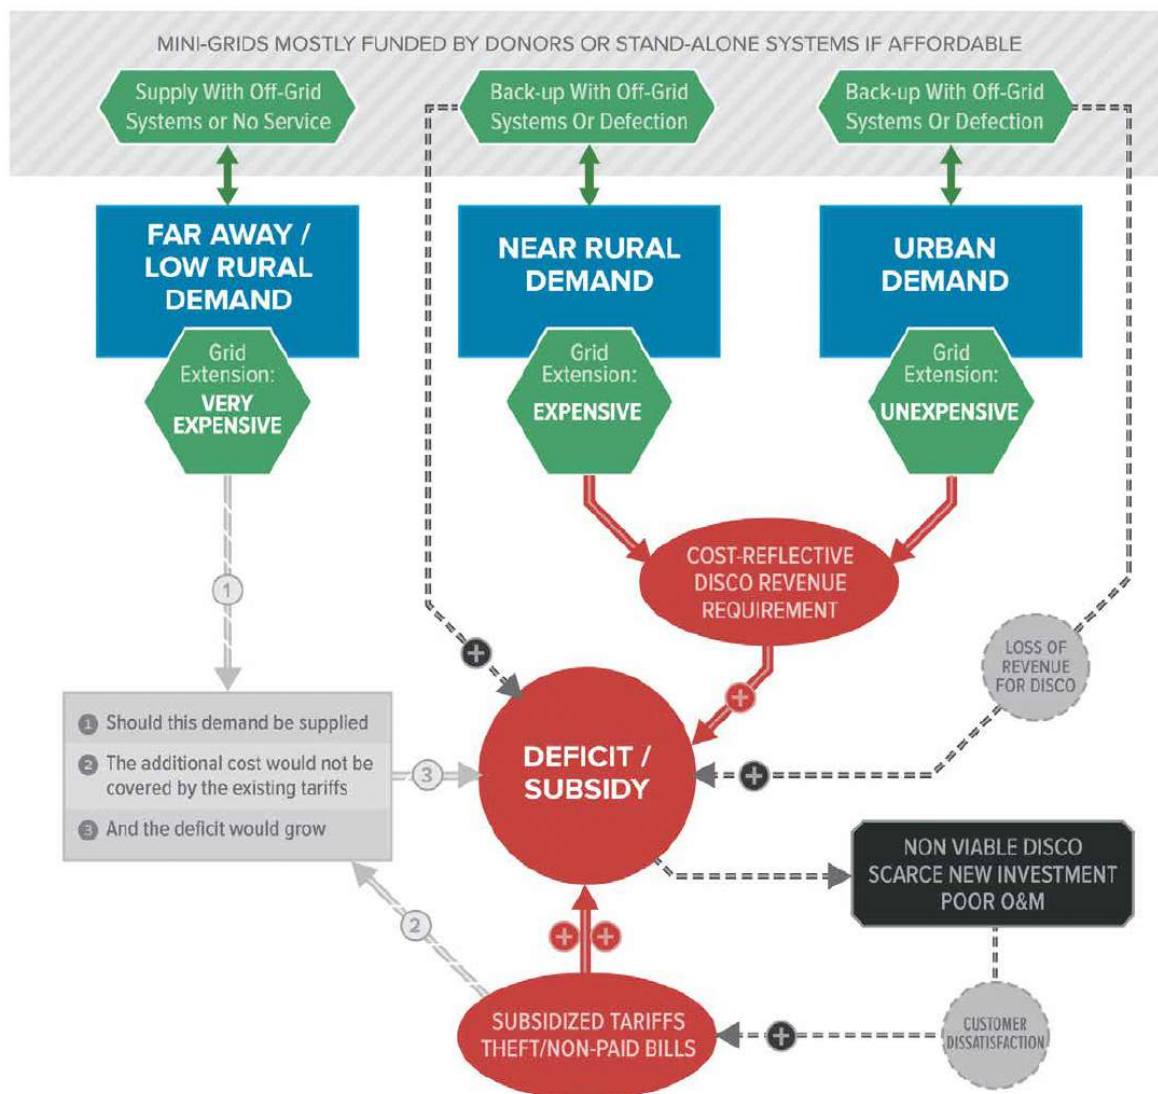 MINI-GRIDS MOSTLY FUNDED BY DONORS OR STAND-ALONE SYSTEMS IF AFFORDABLE
Supply With Off-Grid
Systems or No Service
Back-up With Off-Grid
Systems Or Defection
Back-up With Off-Grid
Systems Or Defection
FAR AWAY /
LOW RURAL
DEMAND
NEAR RURAL
DEMAND
URBAN
DEMAND
Grid
Extension:
VERY
EXPENSIVE
Grid
Extension:
EXPENSIVE
Grid
Extension:
UNEXPENSIVE
COST-REFLECTIVE
DISCO REVENUE
REQUIREMENT
1
+
LOSS OF
REVENUE
FOR DISCO
+
1 Should this demand be supplied
2 The additional cost would not be
covered by the existing tariffs
3 And the deficit would grow
3
DEFICIT /
SUBSIDY
+
NON VIABLE DISCO
SCARCE NEW INVESTMENT
POOR O&M
2
+ +
SUBSIDIZED TARIFFS
THEFT/NON-PAID BILLS
+
CUSTOMER
DISSATISFACTION